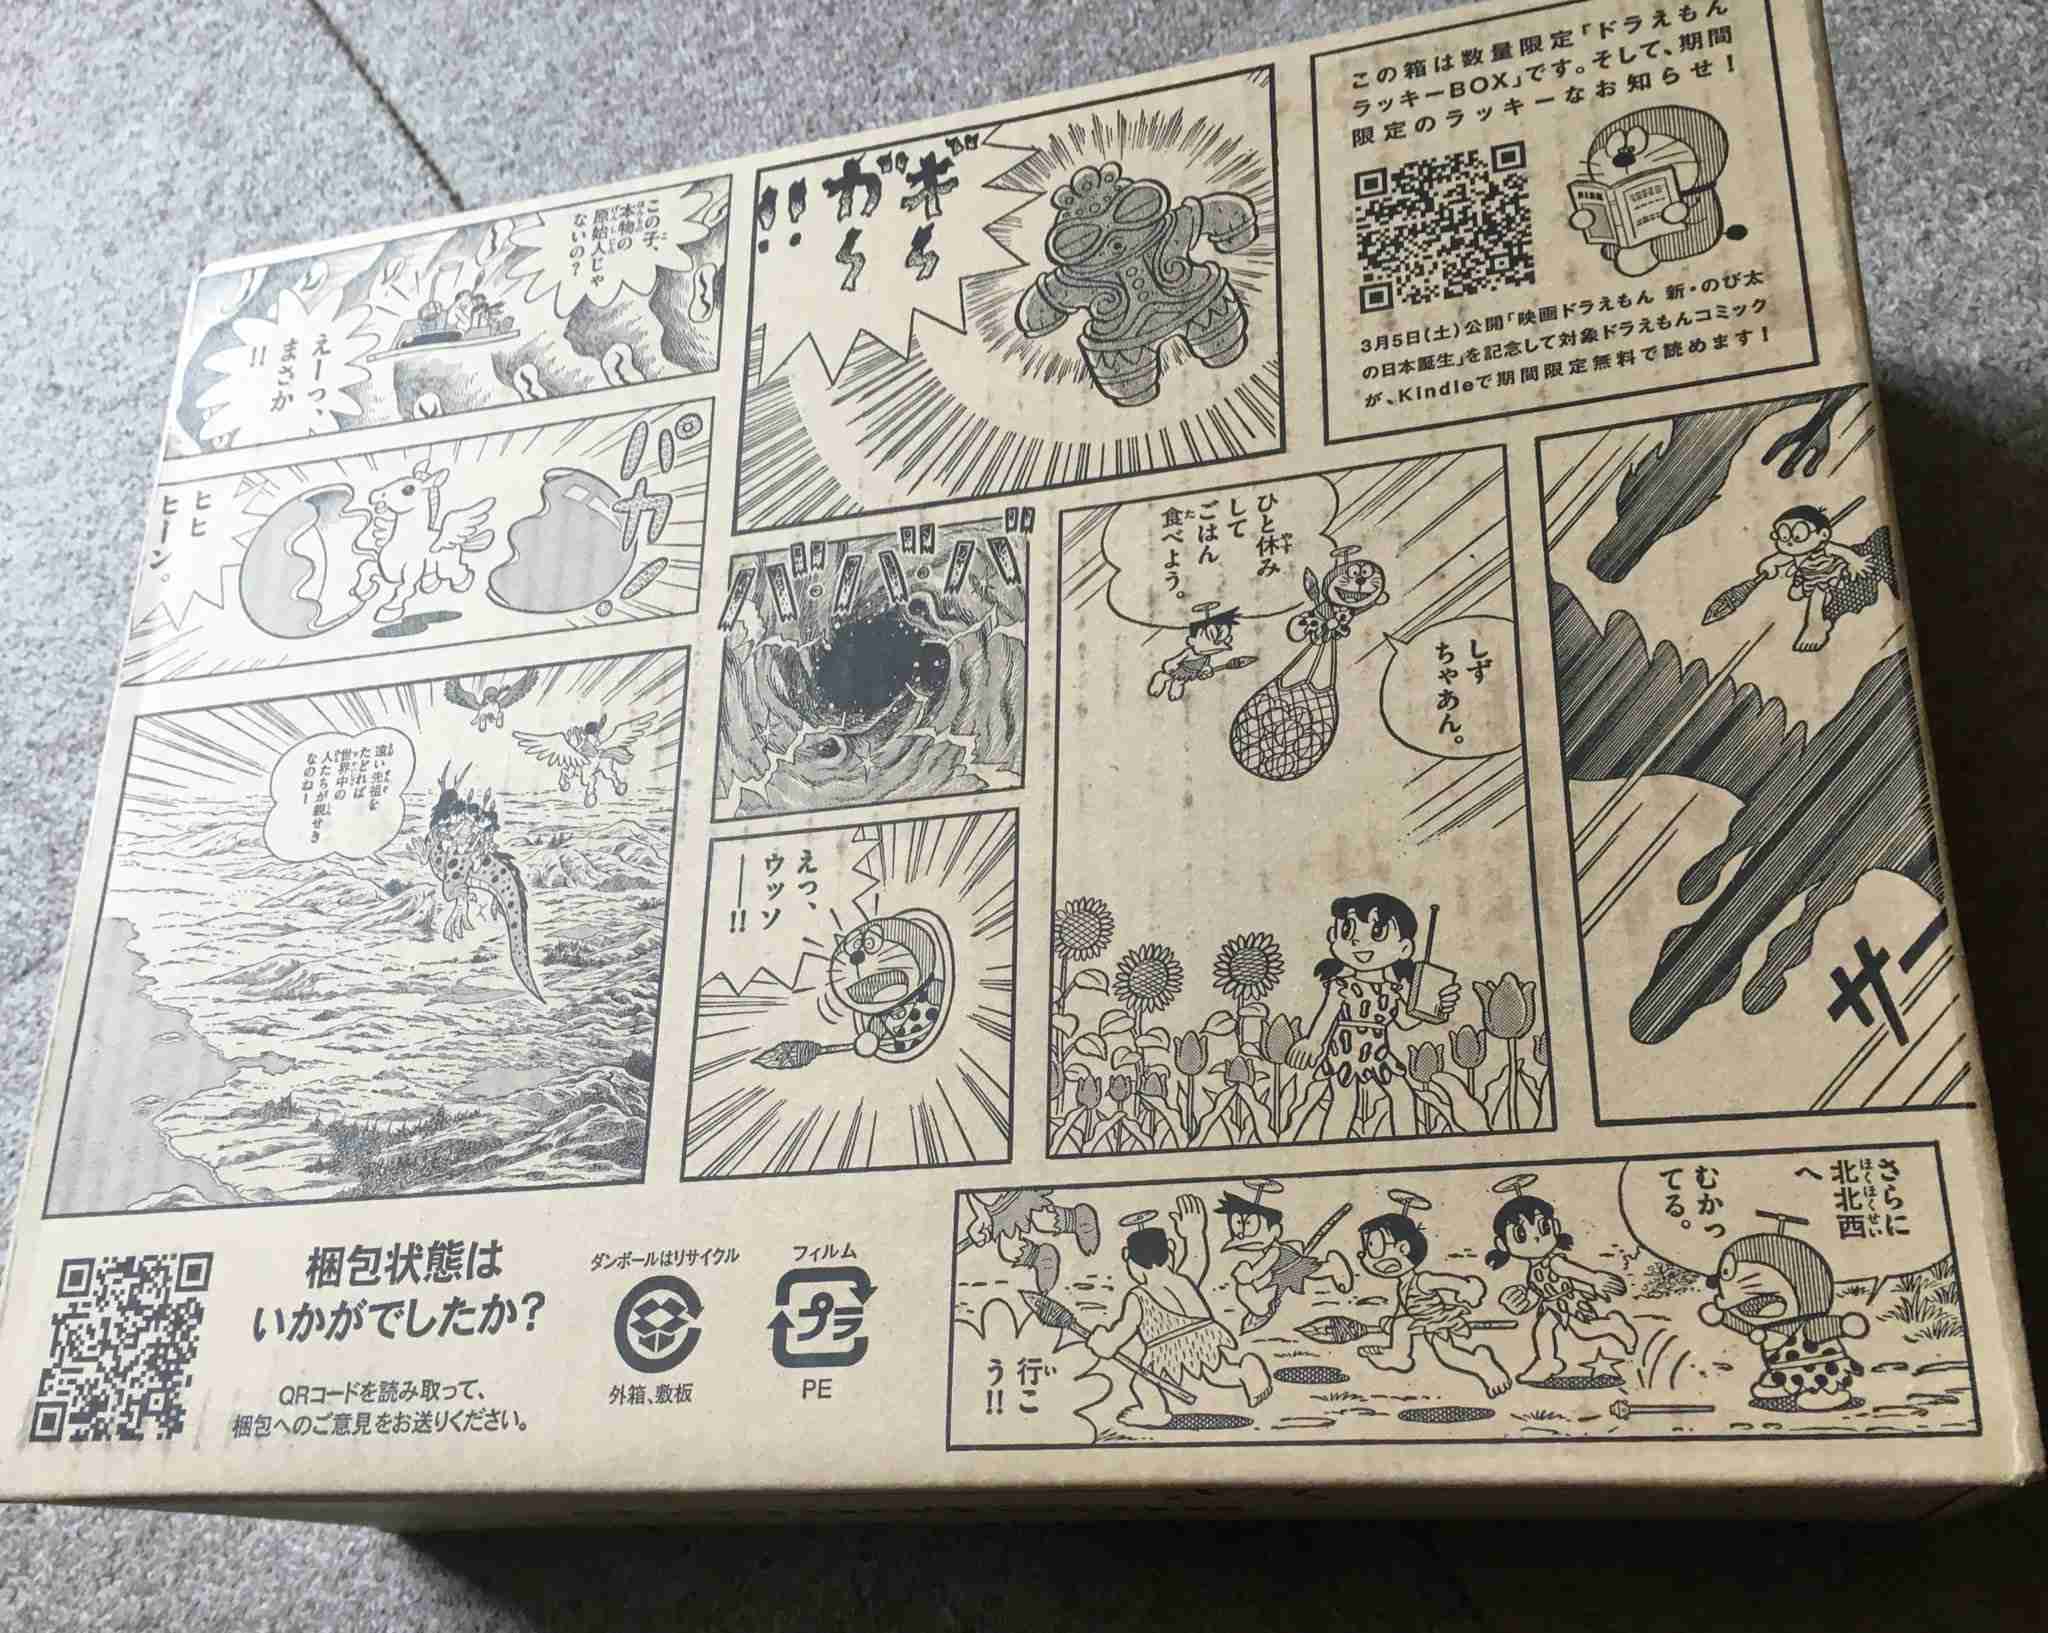 この箱は数量限定「ドラえもん
ラッキーBOX」です。そして、期間
限定のラッキーなお知らせ!
3月5日(土)公開「映画ドラえもん 新・のび太
の日本誕生」を記念して対象ドラえもんコミック
が、Kindleで期間限定無料で読めます!
この子、
本物の
原始人じゃ
ないの?
えーっ、
まさか
!!
パカッ
ヒヒ
ヒーン。
遠い先祖を
たどれば
世界中の
人たちが親せき
なのねー
バババ
えっ、
ウッソ
——!!
ひと休み
して
ごはん
食べよう。
しず
ちゃあん。
サー
さらに
北北西
へ
むかっ
てる。
行こ
う!!
梱包状態は
いかがでしたか?
QRコードを読み取って、
梱包へのご意見をお送りください。
ダンボールはリサイクル
外箱、敷板
フィルム
プラ
PE